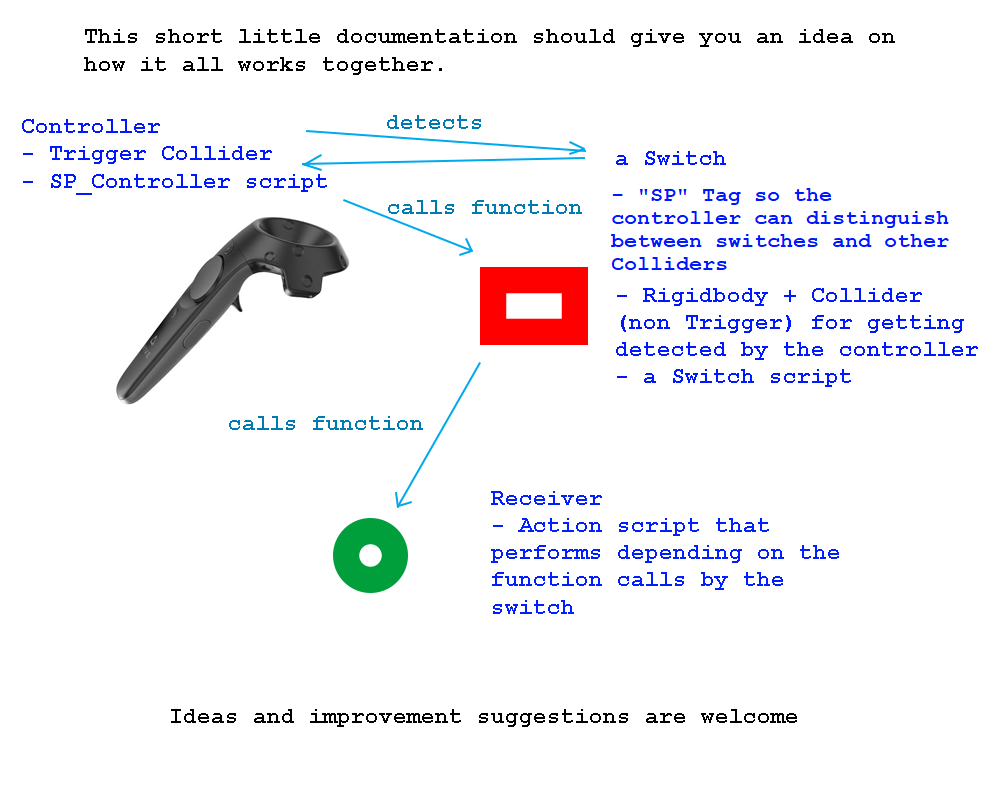 This short little documentation should give you an idea on
how it all works together.
Controller
- Trigger Collider
- SP_Controller script
detects
calls function
a Switch
- "SP" Tag so the
controller can distinguish
between switches and other
Colliders
- Rigidbody + Collider
(non Trigger) for getting
detected by the controller
- a Switch script
calls function
Receiver
- Action script that
performs depending on the
function calls by the
switch
Ideas and improvement suggestions are welcome